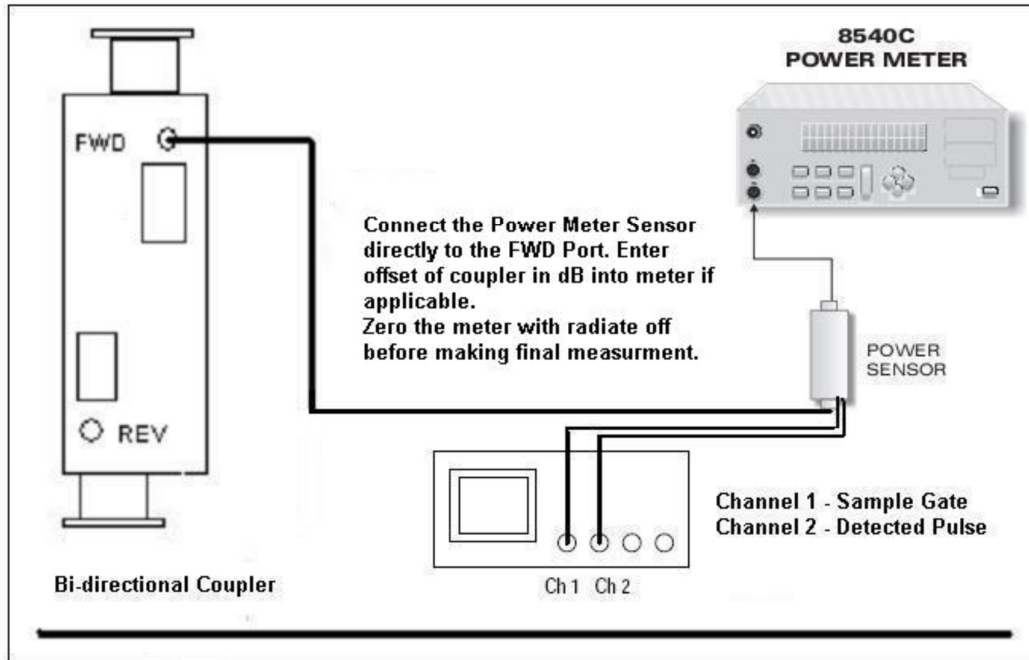 8540C
POWER METER
FWD
Connect the Power Meter Sensor
directly to the FWD Port. Enter
offset of coupler in dB into meter if
applicable.
Zero the meter with radiate off
before making final measurment.
POWER
SENSOR
REV
Channel 1 - Sample Gate
Channel 2 - Detected Pulse
Bi-directional Coupler
Ch 1 Ch 2